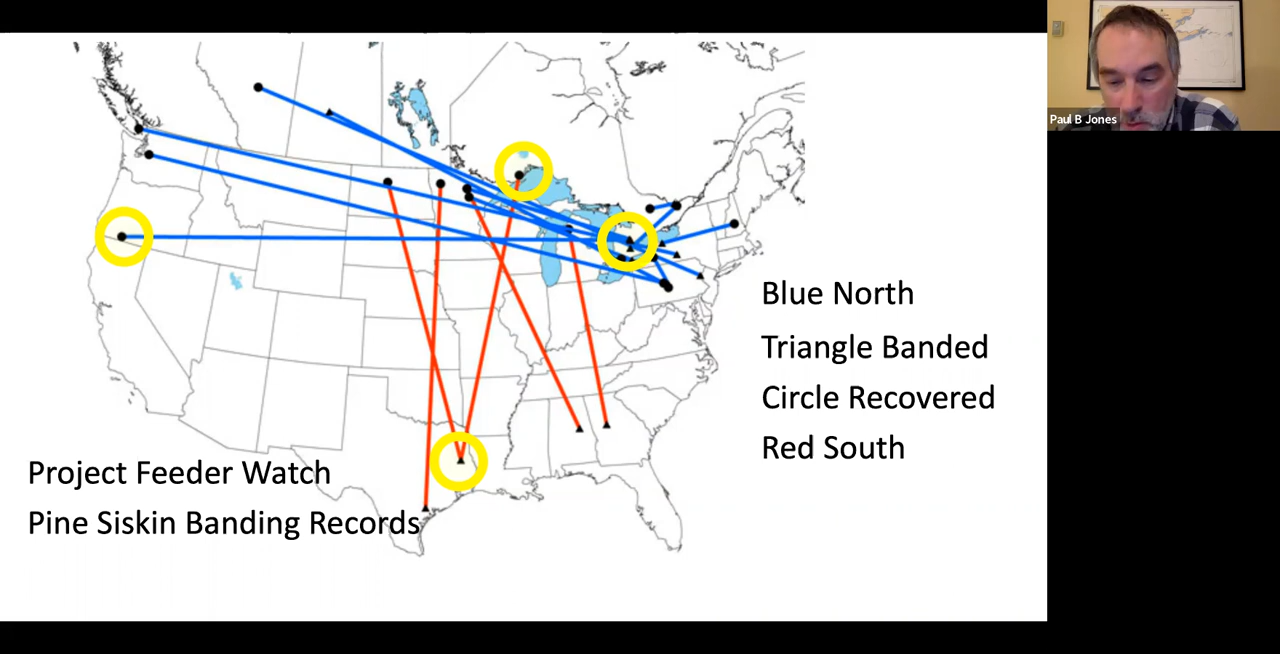 Paul B Jones
Blue North
Triangle Banded
Circle Recovered
Red South
Project Feeder Watch
Pine Siskin Banding Records